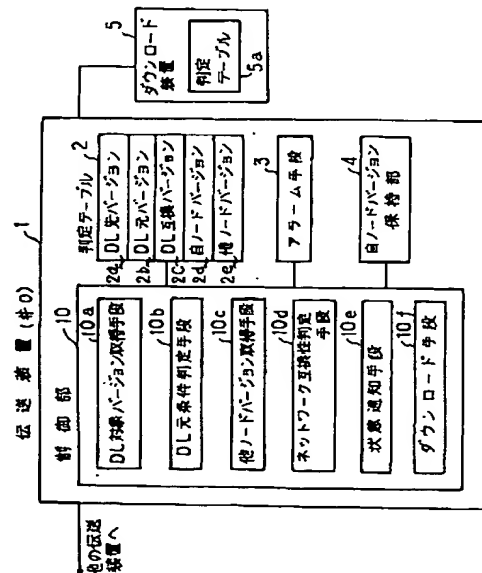 伝送装置(#0)
1
制御部
10
10a
DL対象バージョン取得手段
10b
DL元条件判定手段
10c
他ノードバージョン取得手段
10d
ネットワーク互換性判定
手段
10e
状態通知手段
10f
ダウンロード手段
判定テーブル
2
2a
DL先バージョン
2b
DL元バージョン
2c
DL互換バージョン
2d
自ノードバージョン
2e
他ノードバージョン
3
アラーム手段
4
自ノードバージョン
保持部
5
ダウンロード
装置
判定
テーブル
5a
他の伝送
装置へ